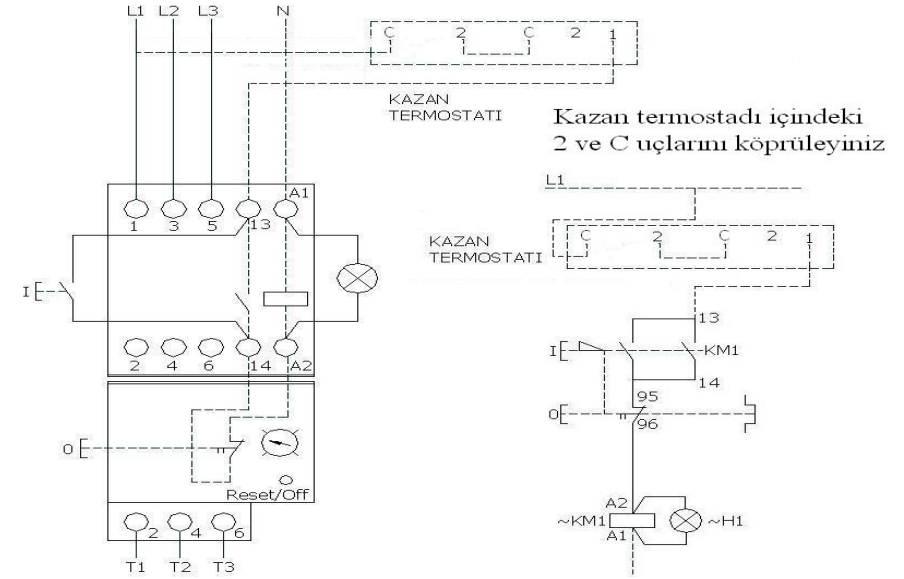 L1 L2 L3 N
C 2 C 2 1
KAZAN
TERMOSTATI
Kazan termostadı içindeki
2 ve C uçlarını köprüleyiniz
A1
1 3 5 13
I
2 4 6 14 A2
O
Reset/Off
2 4 6
T1 T2 T3
L1
C 2 C 2 1
KAZAN
TERMOSTATI
13
I KM1
14
95
O
96
A2
~KM1 ~H1
A1